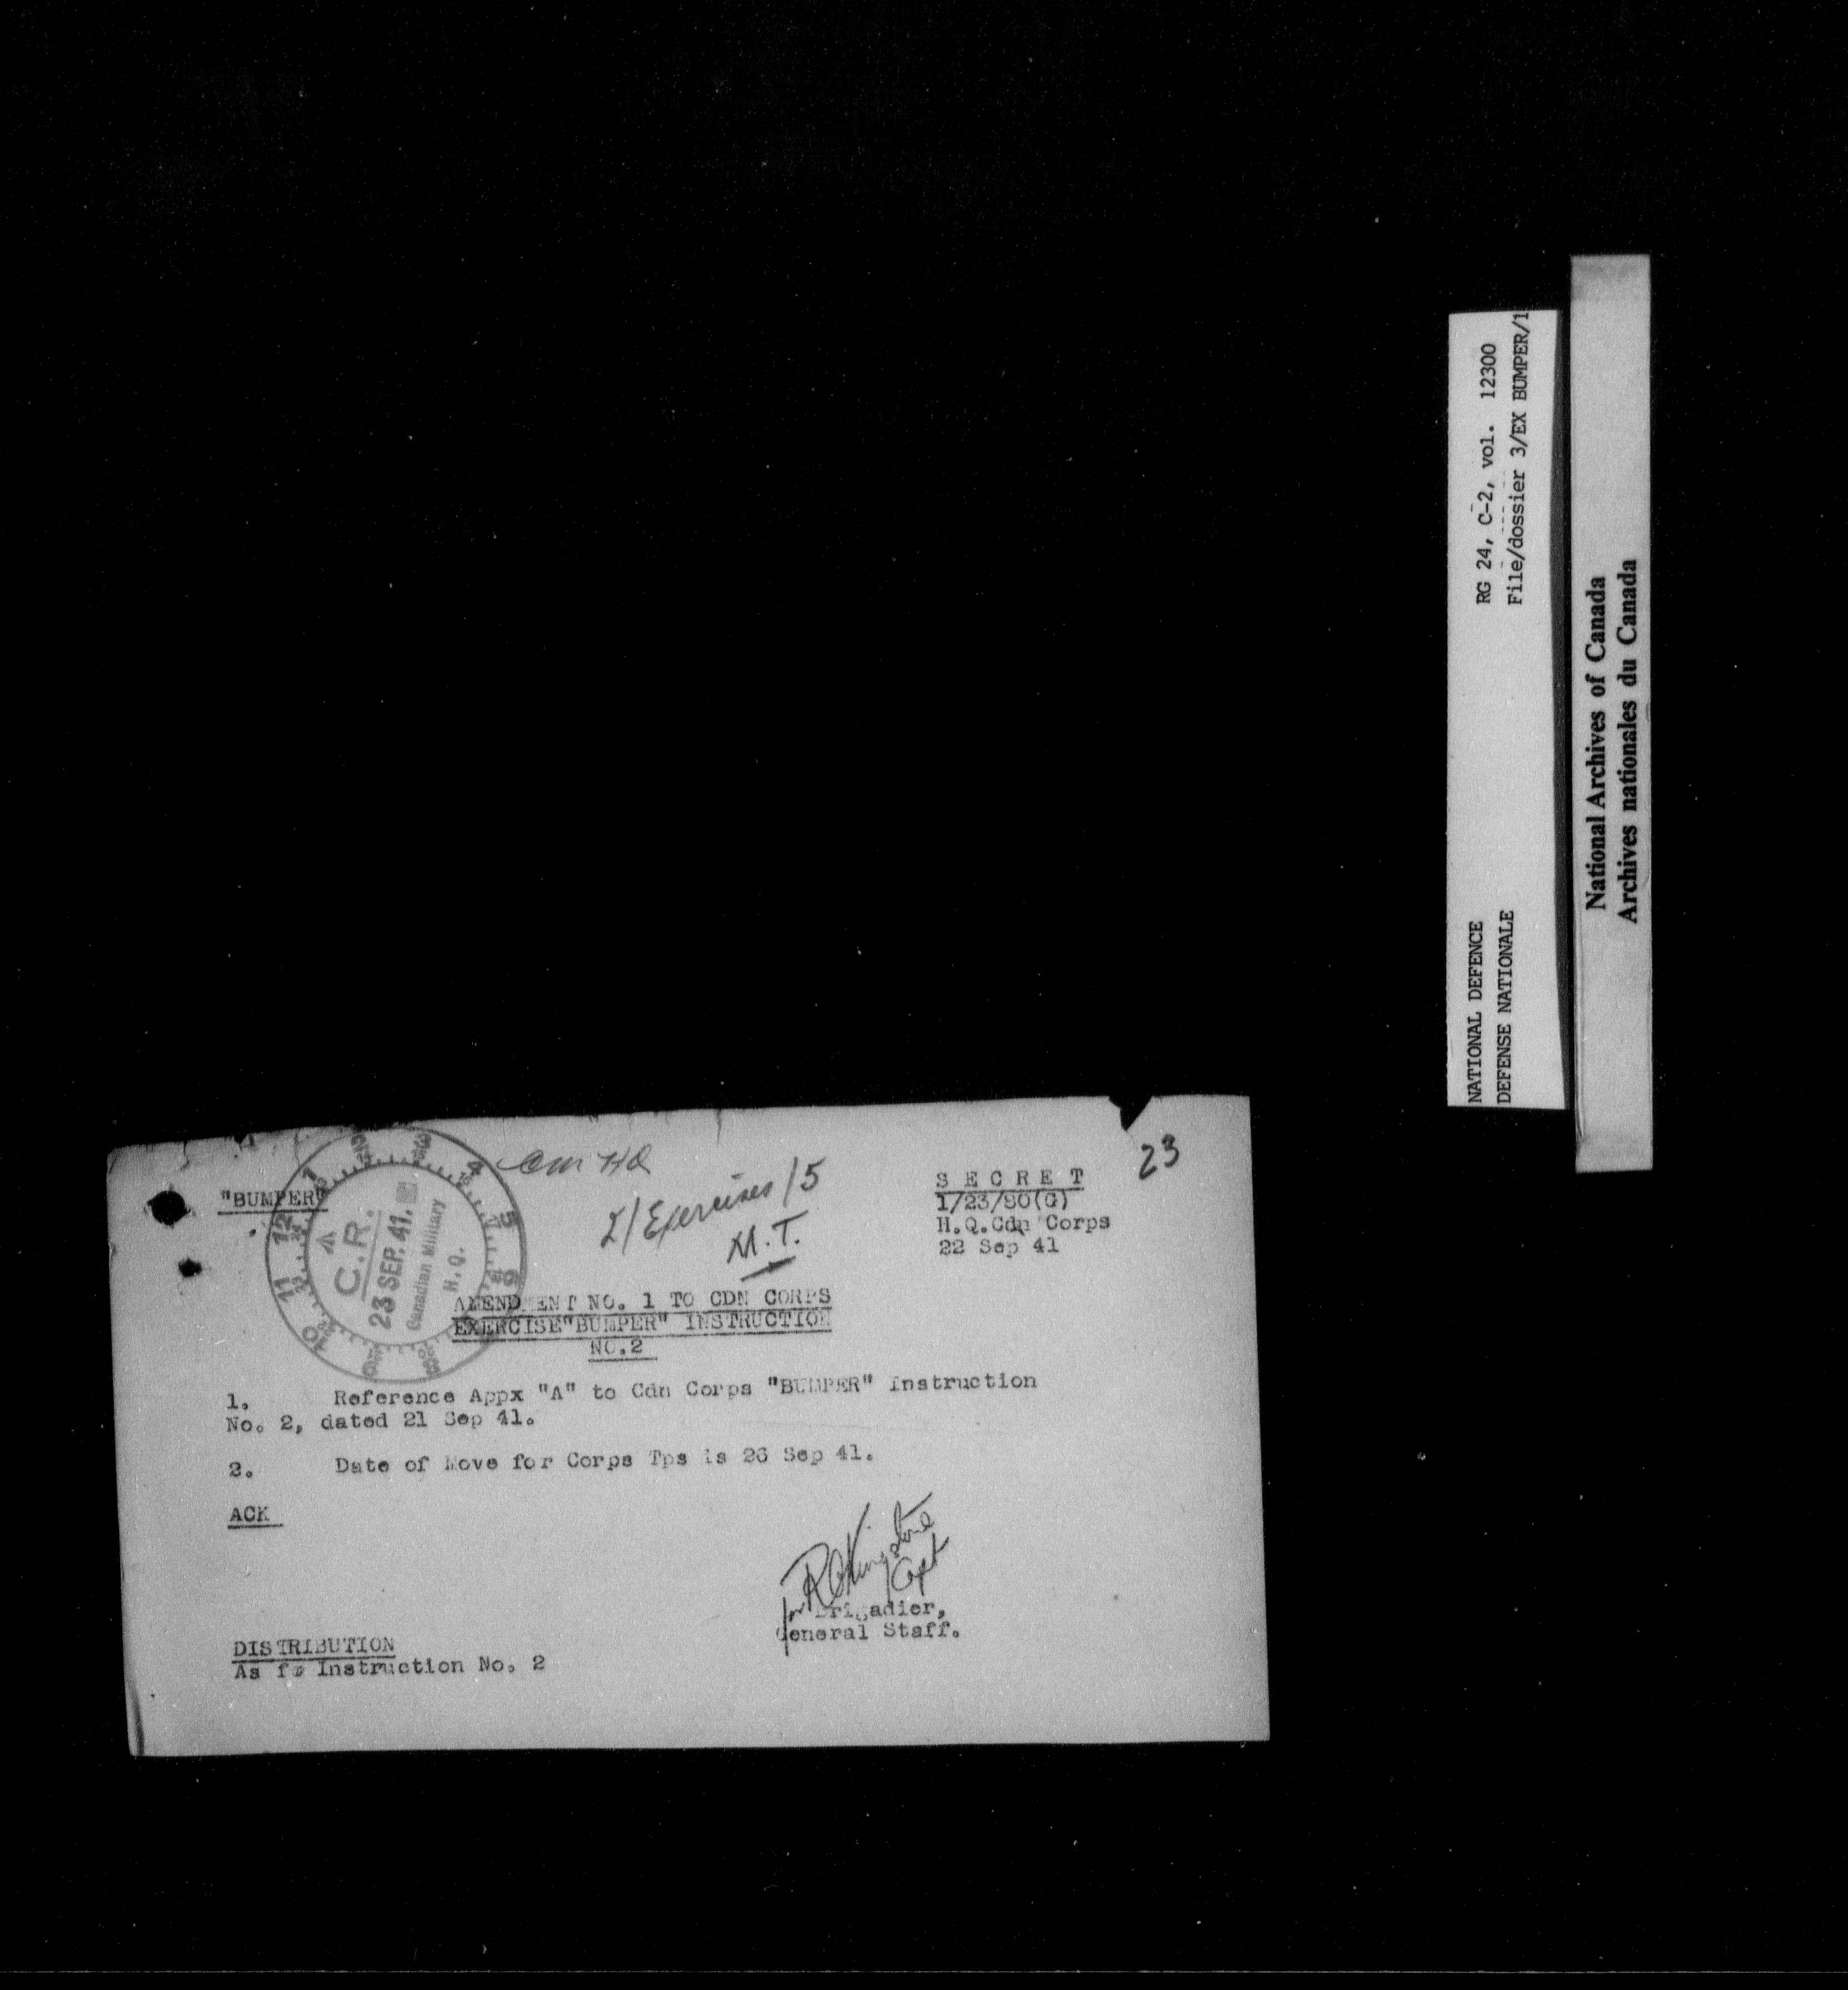 "BUMPER"
CMHQ
2/Exercises/5
M.T.
S E C R E T
1/23/90(G)
H.Q.Cdn Corps
22 Sep 41
23
C.R.
23 SEP. 41.
Canadian Military
H.Q.
AMENDMENT NO. 1 TO CDN CORPS
EXERCISE"BUMPER" INSTRUCTION
NO.2
1. Reference Appx "A" to Cdn Corps "BUMPER" Instruction
No. 2, dated 21 Sep 41.
2. Date of Move for Corps Tps is 26 Sep 41.
ACK
for Capt
Brigadier,
General Staff.
DISTRIBUTION
As for Instruction No. 2
NATIONAL DEFENCE RG 24, C-2, vol. 12300
DEFENSE NATIONALE File/dossier 3/EX BUMPER/1
National Archives of Canada
Archives nationales du Canada